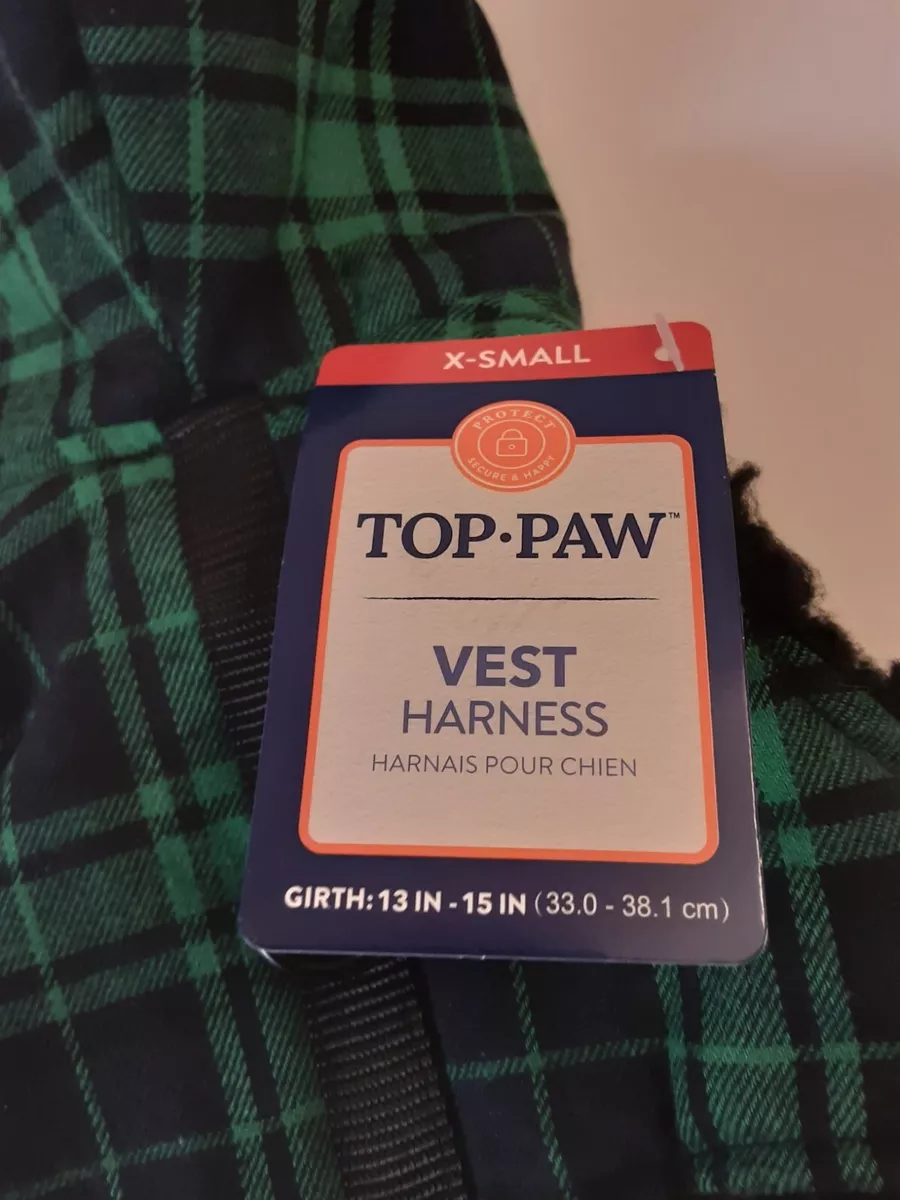 X-SMALL
PROTECT
SECURE & HAPPY
TOP•PAW™
VEST
HARNESS
HARNAIS POUR CHIEN
GIRTH: 13 IN - 15 IN (33.0 - 38.1 cm)